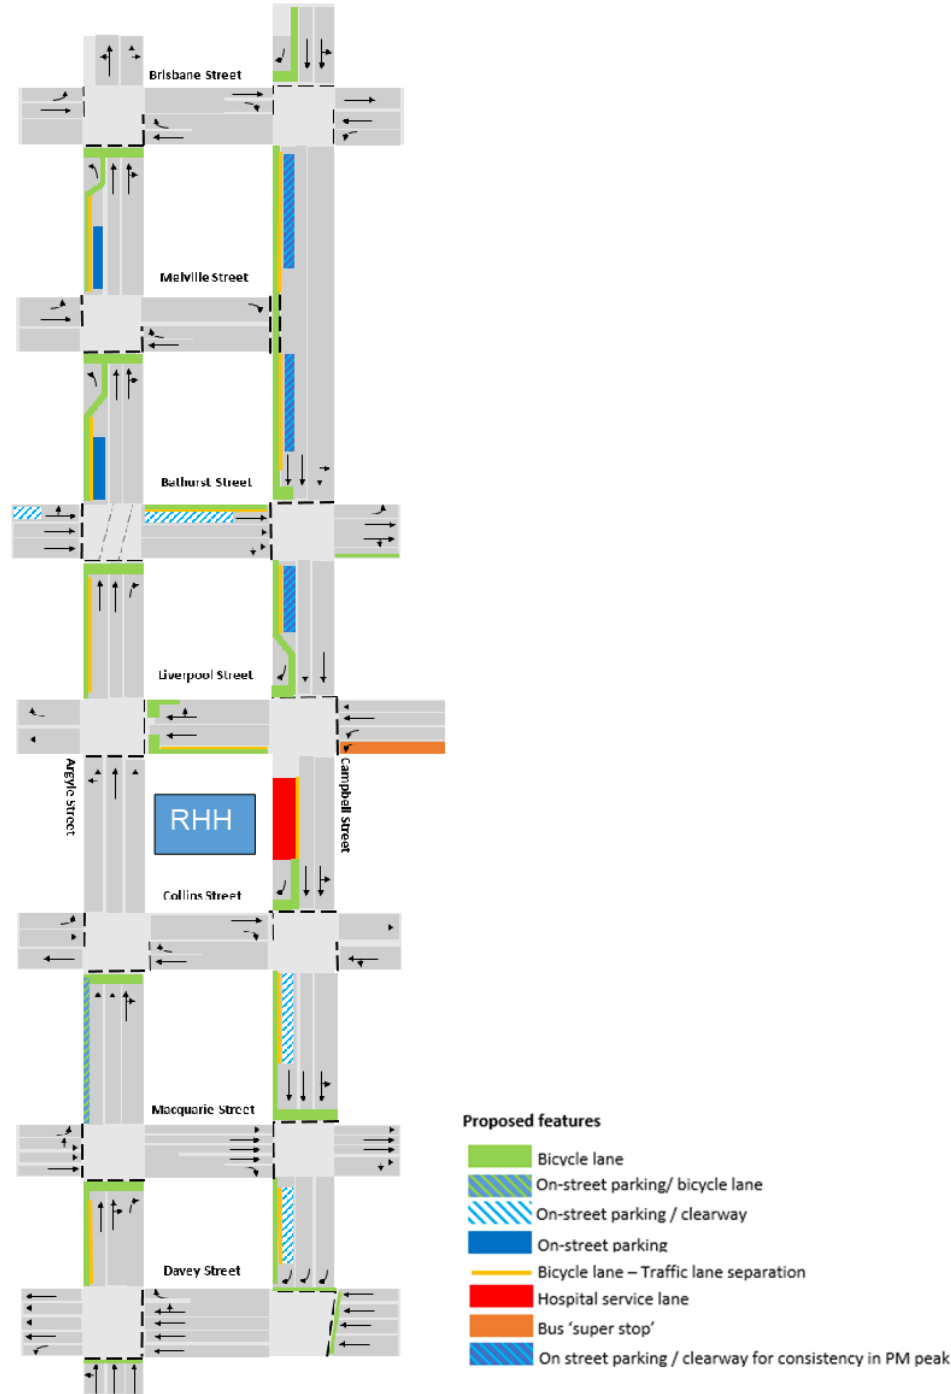 Brisbane Street
Melville Street
Bathurst Street
Liverpool Street
Argyle Street
Campbell Street
RHH
Collins Street
Macquarie Street
Davey Street
Proposed features
Bicycle lane
On-street parking/ bicycle lane
On-street parking / clearway
On-street parking
Bicycle lane – Traffic lane separation
Hospital service lane
Bus ‘super stop’
On street parking / clearway for consistency in PM peak